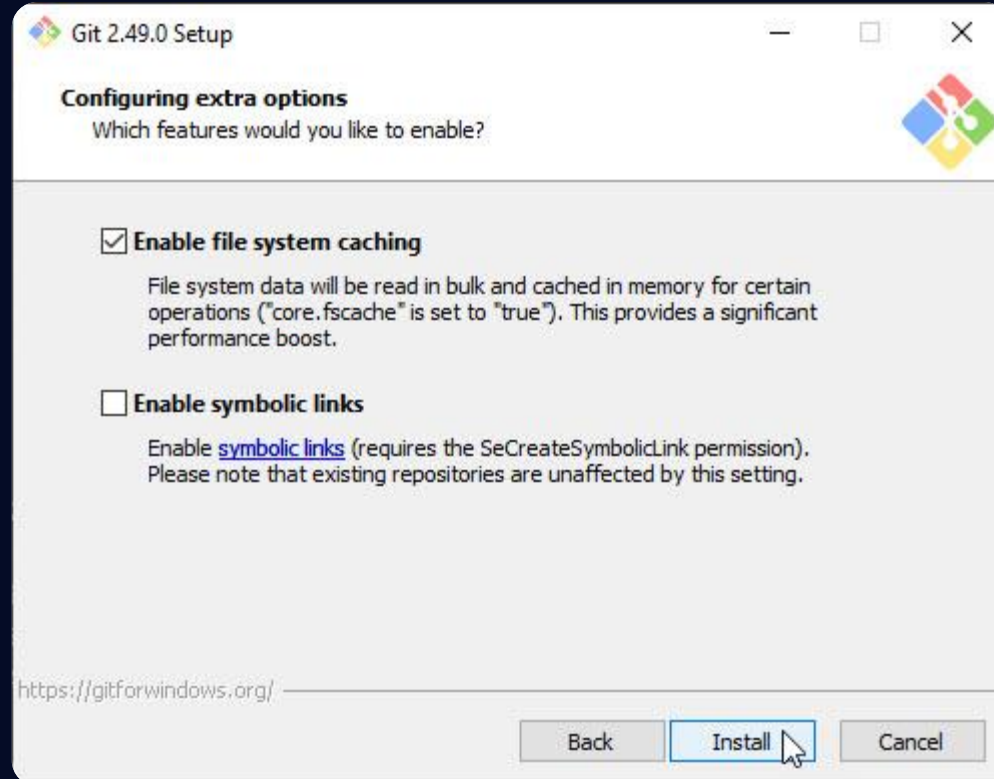 Git 2.49.0 Setup
Configuring extra options
Which features would you like to enable?
Enable file system caching
File system data will be read in bulk and cached in memory for certain
operations ("core.fscache" is set to "true"). This provides a significant
performance boost.
Enable symbolic links
Enable symbolic links (requires the SeCreateSymbolicLink permission).
Please note that existing repositories are unaffected by this setting.
https://gitforwindows.org/
Back
Install
Cancel